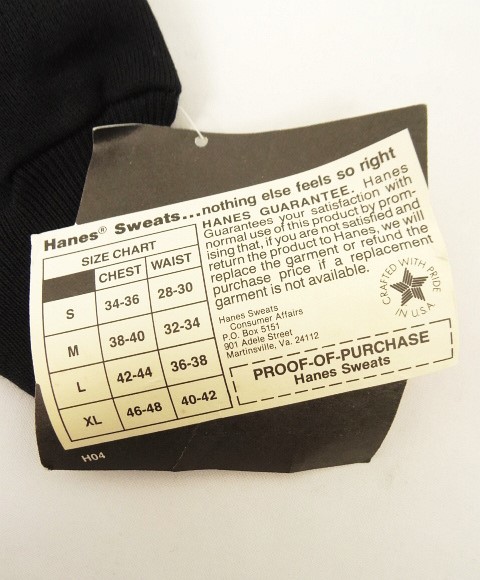 Hanes® Sweats...nothing else feels so right
SIZE CHART
CHEST WAIST
S 34-36 28-30
M 38-40 32-34
L 42-44 36-38
XL 46-48 40-42
HANES GUARANTEE. Hanes
Guarantees your satisfaction with
normal use of this product by prom-
ising that, if you are not satisfied and
return the product to Hanes, we will
replace the garment or refund the
purchase price if a replacement
garment is not available.
Hanes Sweats
Consumer Affairs
P.O. Box 5151
901 Adele Street
Martinsville, Va. 24112
CRAFTED WITH PRIDE
IN U.S.A.
PROOF-OF-PURCHASE
Hanes Sweats
H04